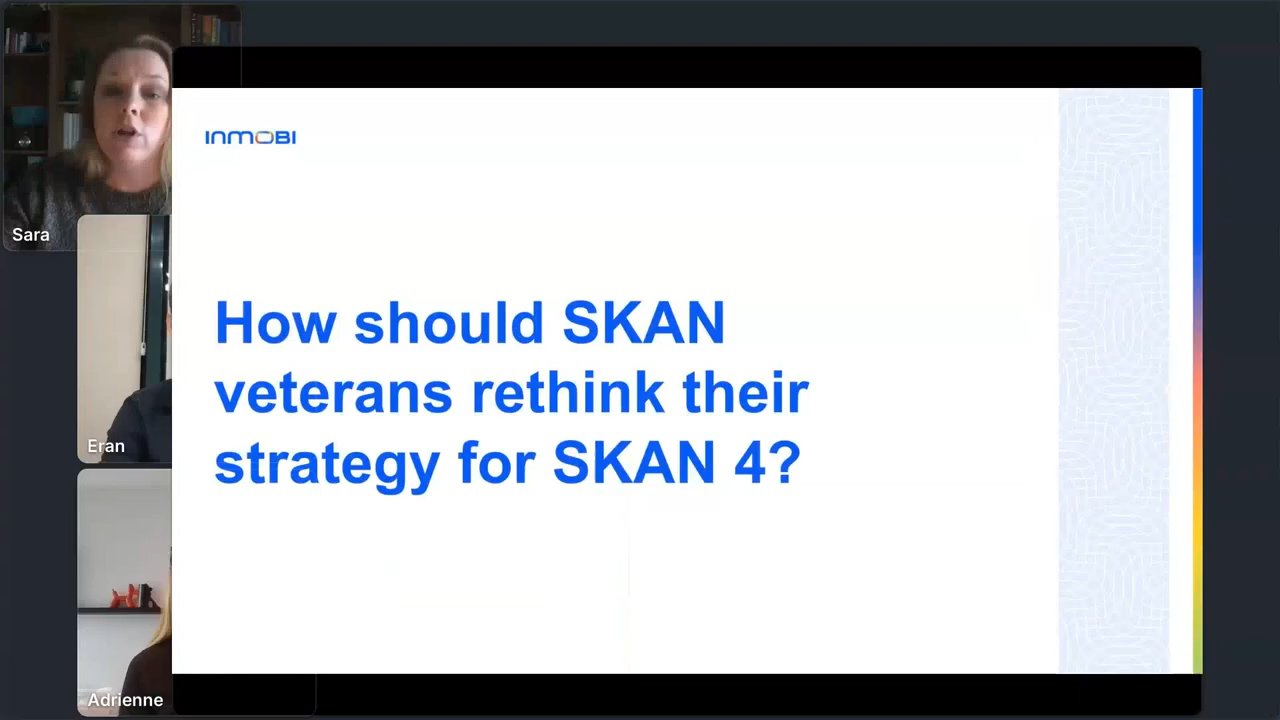 INMOBI
Sara
How should SKAN
veterans rethink their
strategy for SKAN 4?
Eran
Adrienne